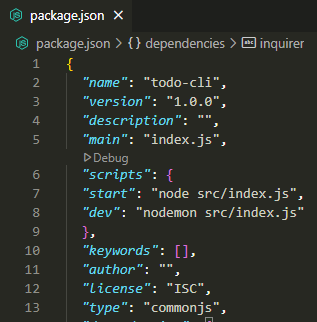 package.json
package.json > {} dependencies > inquirer
1 {
2 "name": "todo-cli",
3 "version": "1.0.0",
4 "description": "",
5 "main": "index.js",
Debug
6 "scripts": {
7 "start": "node src/index.js",
8 "dev": "nodemon src/index.js"
9 },
10 "keywords": [],
11 "author": "",
12 "license": "ISC",
13 "type": "commonjs",